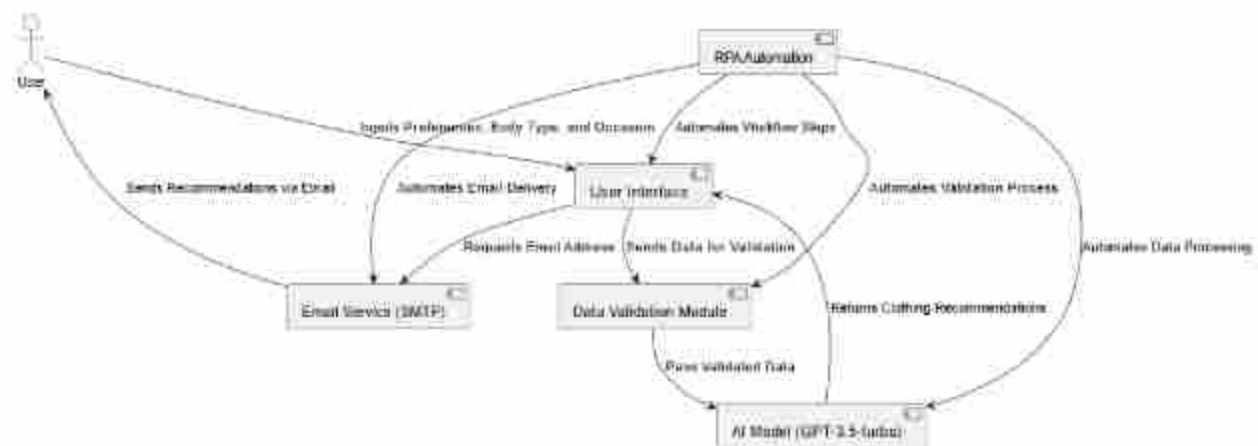 User
RPA Automation
Inputs Preferences, Body Type, and Occasion
Automates Workflow Steps
Sends Recommendations via Email
Automates Email Delivery
User Interface
Automates Validation Process
Requests Email Address
Sends Data for Validation
Automates Data Processing
Email Service (SMTP)
Data Validation Module
Returns Clothing Recommendations
Pass Validated Data
AI Model (GPT-3.5-turbo)